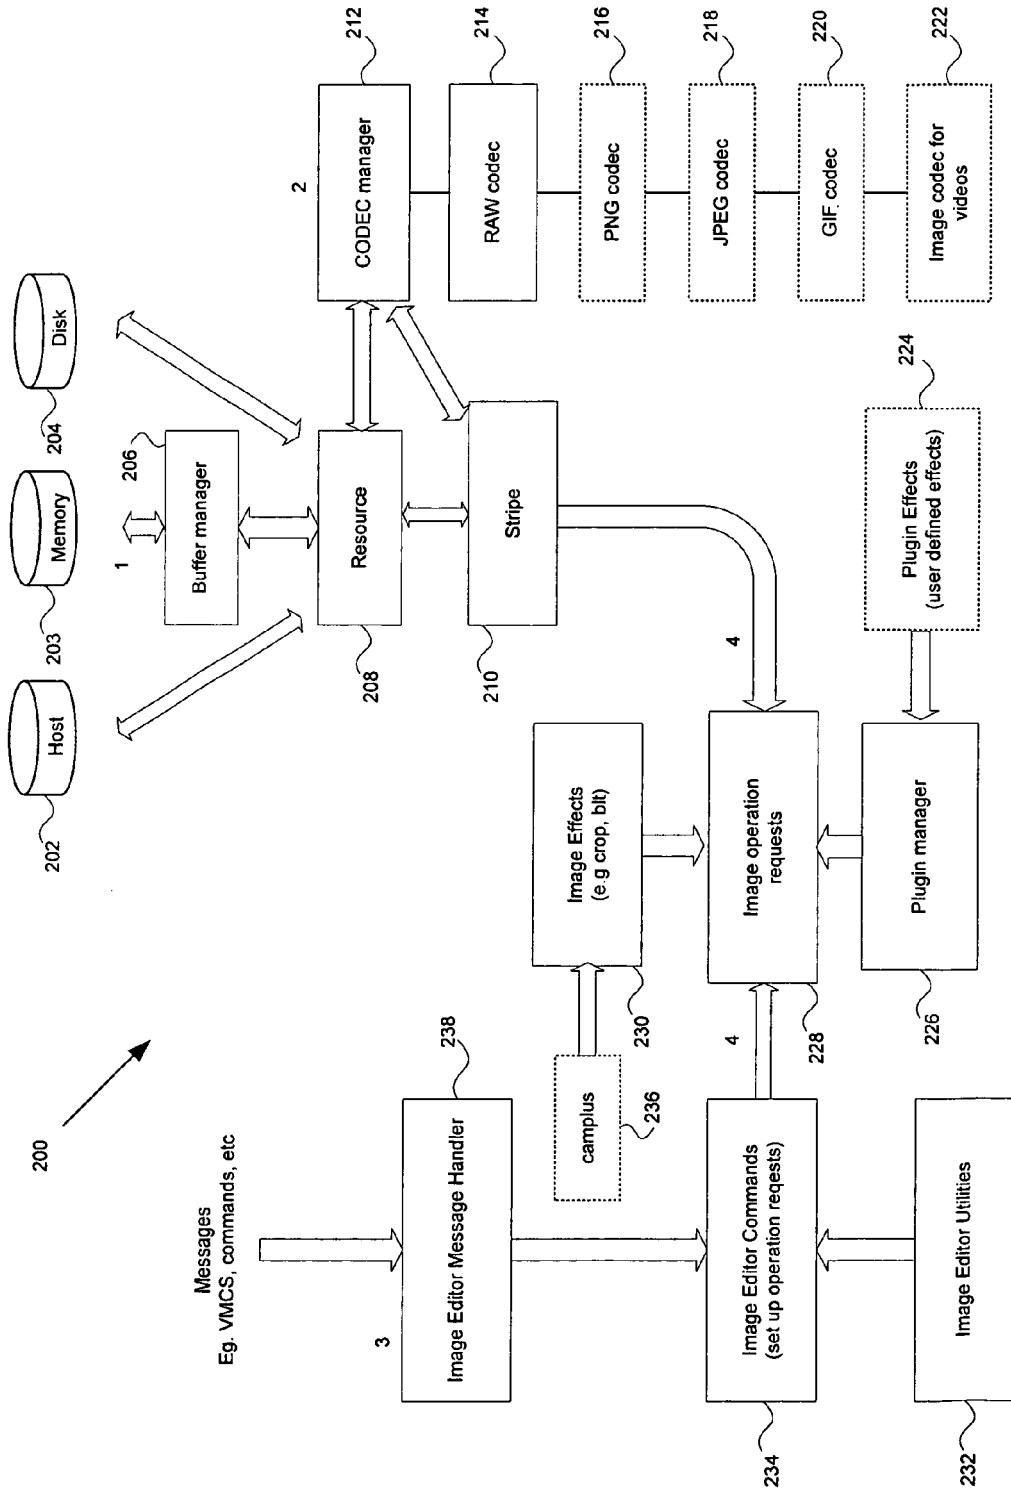 200
Messages
Eg. VMCS, commands, etc
3
Image Editor Message Handler
238
camplus
236
Image Editor Commands
(set up operation reqests)
234
Image Editor Utilities
232
Host
202
Memory
203
Disk
204
1
Buffer manager
206
Resource
208
Stripe
210
2
CODEC manager
212
RAW codec
214
PNG codec
216
JPEG codec
218
GIF. codec
220
Image codec for
videos
222
Image Effects
(e.g crop, blt)
230
4
4
Image operation
requests
228
Plugin manager
226
Plugin Effects
(user defined effects)
224